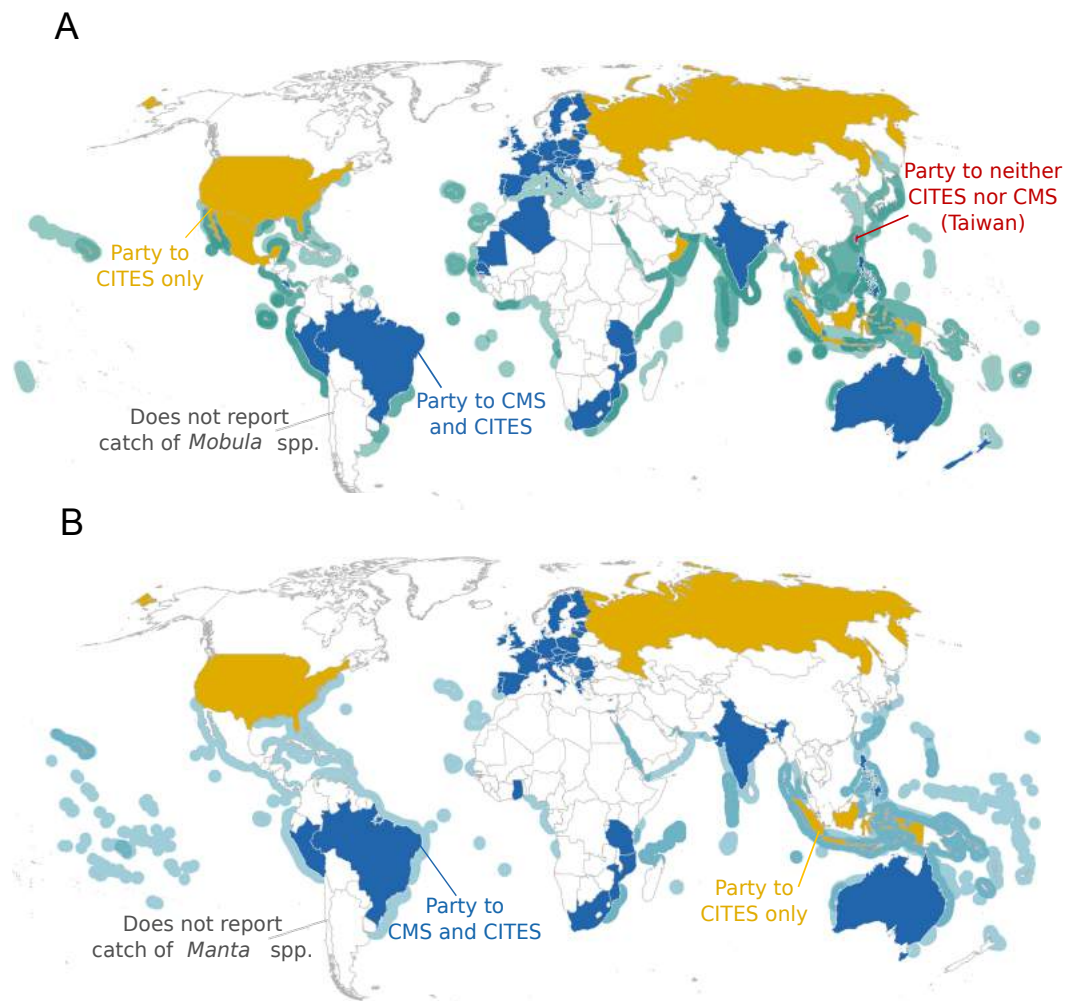 A
Party to neither
CITES nor CMS
(Taiwan)
Party to
CITES only
Party to CMS
and CITES
Does not report
catch of Mobula spp.
B
Party to
CMS and CITES
Party to
CITES only
Does not report
catch of Manta spp.